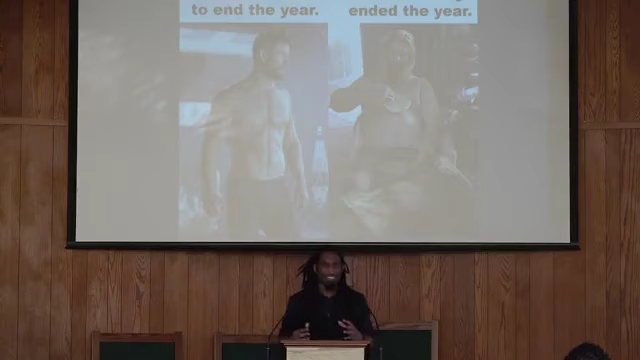 to end the year.
ended the year.